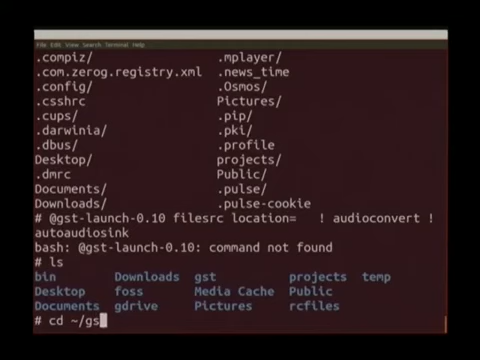 File Edit View Search Terminal Help
.compiz/ .mplayer/
.com.zerog.registry.xml .news_time
.config/ .Osmos/
.csshrc Pictures/
.cups/ .pip/
.darwinia/ .pki/
.dbus/ .profile
Desktop/ projects/
.dmrc Public/
Documents/ .pulse/
Downloads/ .pulse-cookie
# @gst-launch-0.10 filesrc location= ! audioconvert !
autoaudiosink
bash: @gst-launch-0.10: command not found
# ls
bin Downloads gst projects temp
Desktop foss Media Cache Public
Documents gdrive Pictures rcfiles
# cd ~/gs